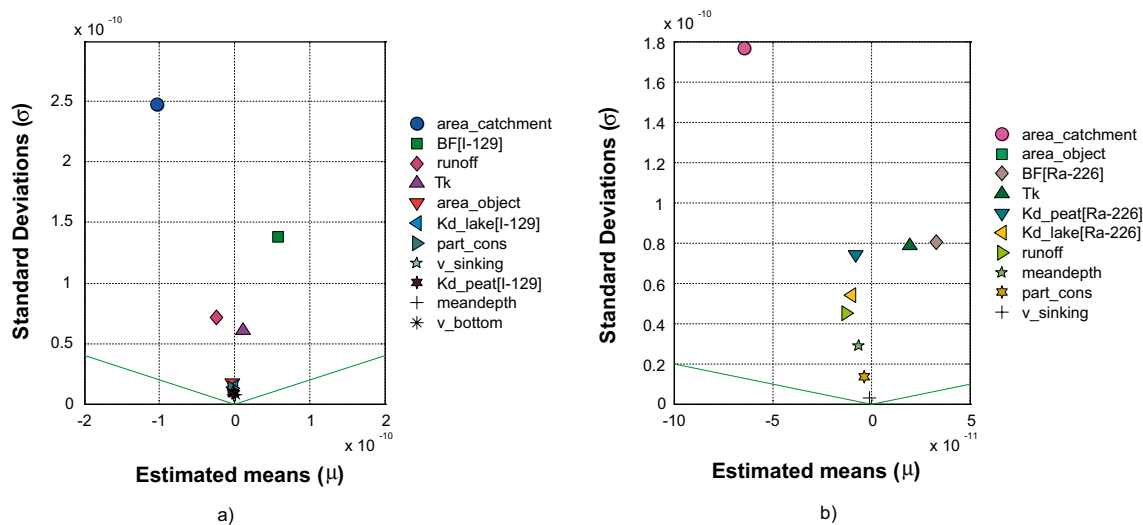 x 10 -10
3
2.5
2
1.5
1
0.5
0
-2
-1
0
1
2
x 10 -10
Standard Deviations (σ)
Estimated means (μ)
area_catchment
BF[I-129]
runoff
Tk
area_object
Kd_lake[I-129]
part_cons
v_sinking
Kd_peat[I-129]
meandepth
v_bottom
a)
x 10 -10
1.8
1.6
1.4
1.2
1
0.8
0.6
0.4
0.2
0
-10
-5
0
5
x 10 -11
Standard Deviations (σ)
Estimated means (μ)
area_catchment
area_object
BF[Ra-226]
Tk
Kd_peat[Ra-226]
Kd_lake[Ra-226]
runoff
meandepth
part_cons
v_sinking
b)